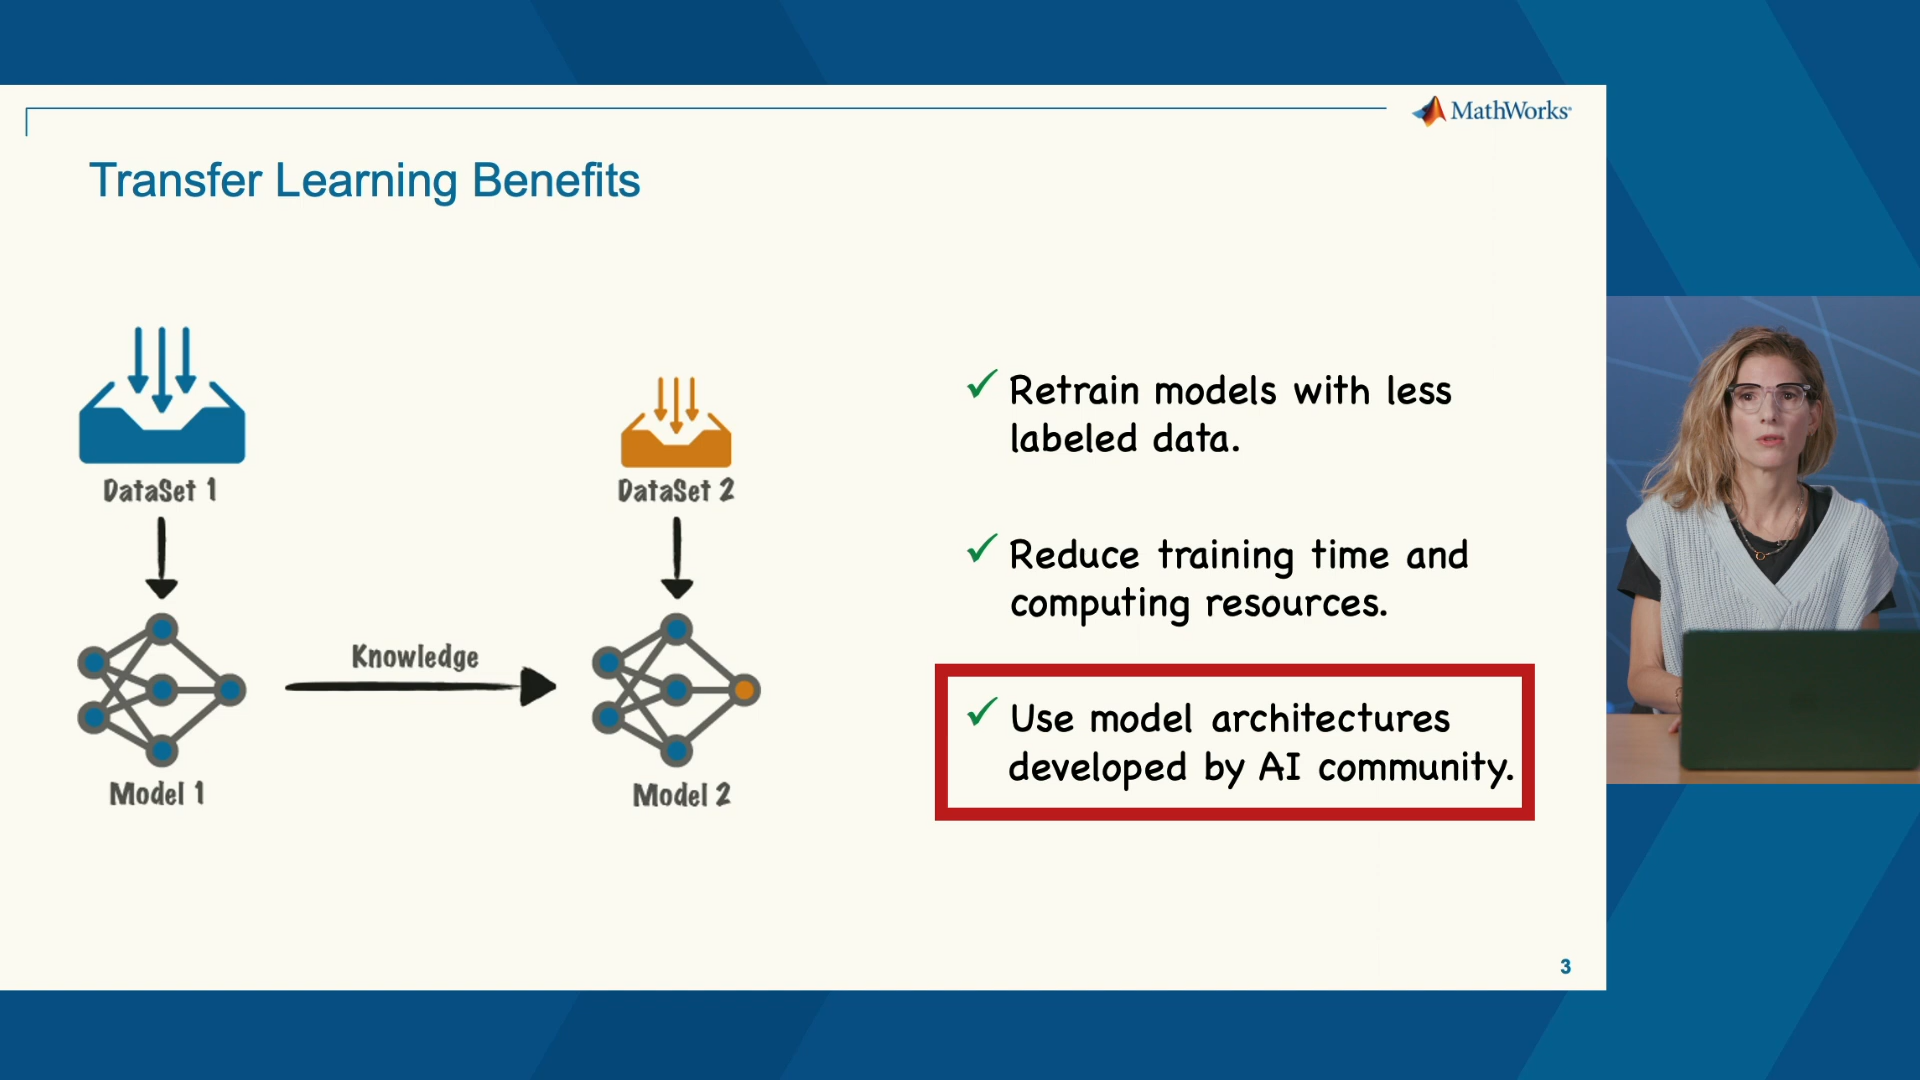 MathWorks®
Transfer Learning Benefits
DataSet 1
DataSet 2
Knowledge
Model 1
Model 2
✓ Retrain models with less
labeled data.
✓ Reduce training time and
computing resources.
✓ Use model architectures
developed by AI community.
3